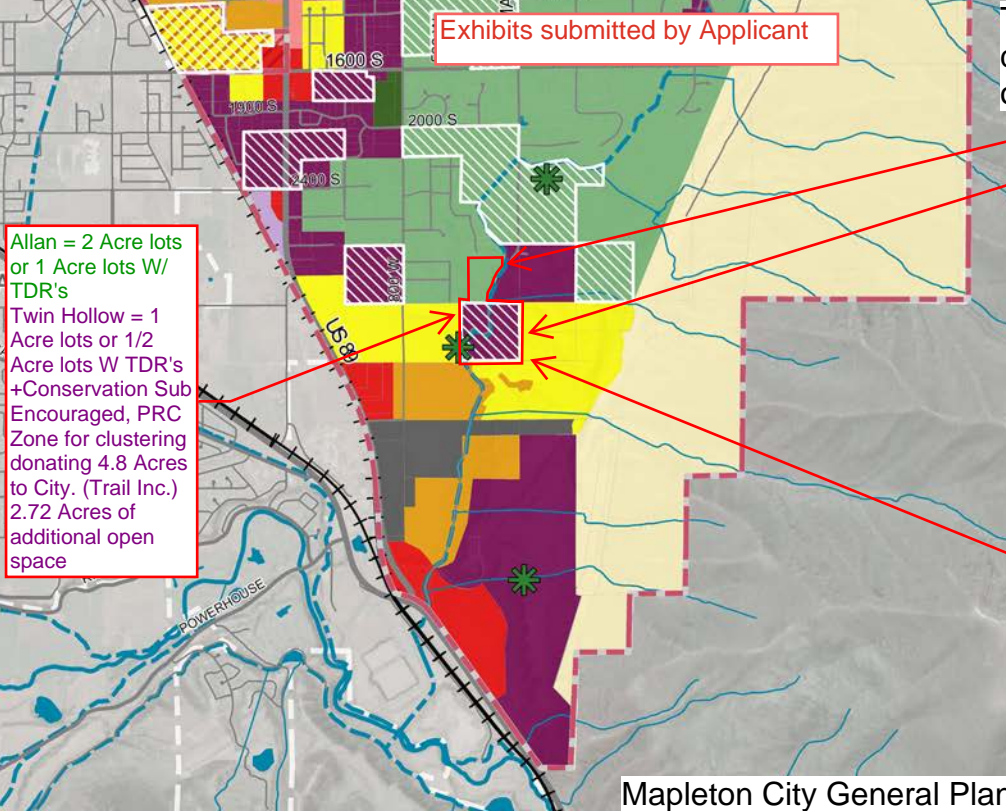 Exhibits submitted by Applicant
1600 S
1900 S
2000 S
2400 S
800 W
US 89
Allan = 2 Acre lots
or 1 Acre lots W/
TDR's
Twin Hollow = 1
Acre lots or 1/2
Acre lots W TDR's
+Conservation Sub
Encouraged, PRC
Zone for clustering
donating 4.8 Acres
to City. (Trail Inc.)
2.72 Acres of
additional open
space
POWERHOUSE
Mapleton City General Plan